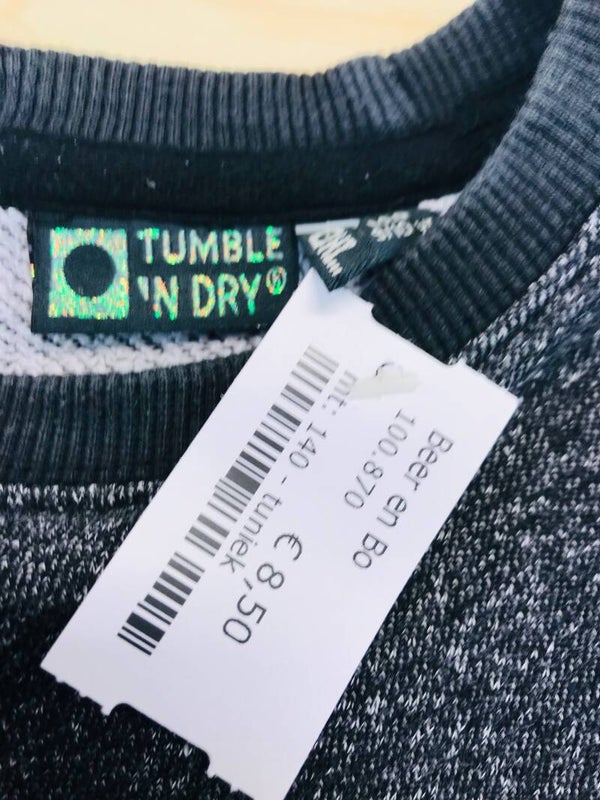 TUMBLE
'N DRY®
Beer en Bo
100.870
mt: 140 - tuniek
€ 8,50